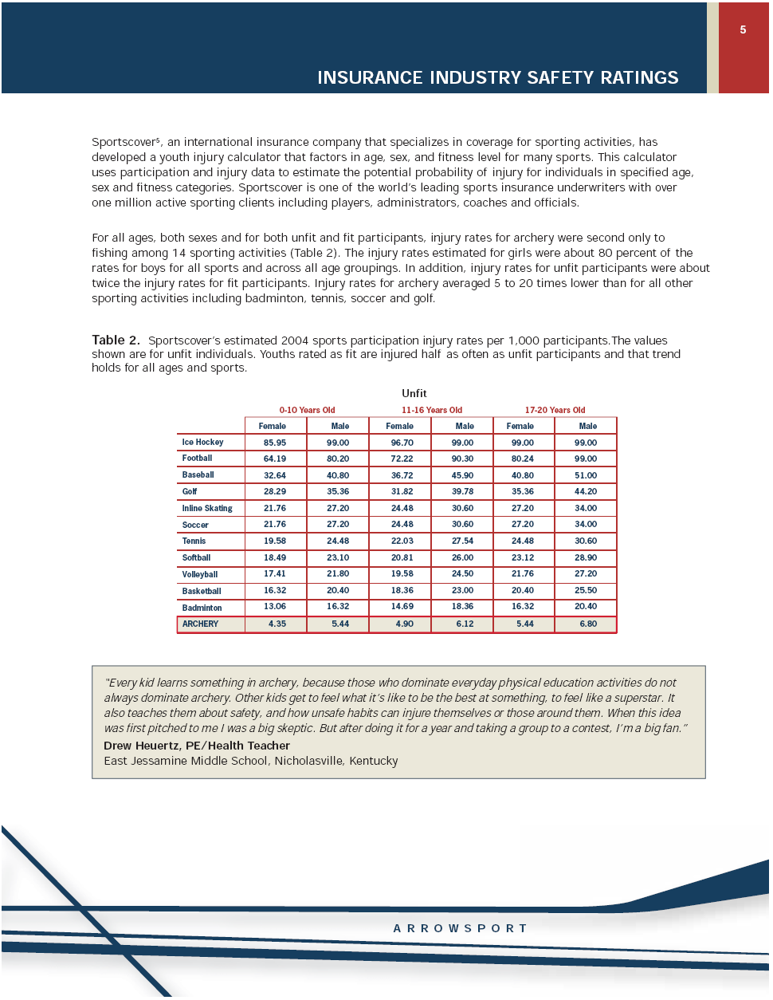 5
INSURANCE INDUSTRY SAFETY RATINGS
Sportscover⁵, an international insurance company that specializes in coverage for sporting activities, has
developed a youth injury calculator that factors in age, sex, and fitness level for many sports. This calculator
uses participation and injury data to estimate the potential probability of injury for individuals in specified age,
sex and fitness categories. Sportscover is one of the world's leading sports insurance underwriters with over
one million active sporting clients including players, administrators, coaches and officials.
For all ages, both sexes and for both unfit and fit participants, injury rates for archery were second only to
fishing among 14 sporting activities (Table 2). The injury rates estimated for girls were about 80 percent of the
rates for boys for all sports and across all age groupings. In addition, injury rates for unfit participants were about
twice the injury rates for fit participants. Injury rates for archery averaged 5 to 20 times lower than for all other
sporting activities including badminton, tennis, soccer and golf.
Table 2. Sportscover's estimated 2004 sports participation injury rates per 1,000 participants.The values
shown are for unfit individuals. Youths rated as fit are injured half as often as unfit participants and that trend
holds for all ages and sports.
Unfit
0-10 Years Old 11-16 Years Old 17-20 Years Old
Female Male Female Male Female Male
Ice Hockey 85.95 99.00 96.70 99.00 99.00 99.00
Football 64.19 80.20 72.22 90.30 80.24 99.00
Baseball 32.64 40.80 36.72 45.90 40.80 51.00
Golf 28.29 35.36 31.82 39.78 35.36 44.20
Inline Skating 21.76 27.20 24.48 30.60 27.20 34.00
Soccer 21.76 27.20 24.48 30.60 27.20 34.00
Tennis 19.58 24.48 22.03 27.54 24.48 30.60
Softball 18.49 23.10 20.81 26.00 23.12 28.90
Volleyball 17.41 21.80 19.58 24.50 21.76 27.20
Basketball 16.32 20.40 18.36 23.00 20.40 25.50
Badminton 13.06 16.32 14.69 18.36 16.32 20.40
ARCHERY 4.35 5.44 4.90 6.12 5.44 6.80
"Every kid learns something in archery, because those who dominate everyday physical education activities do not
always dominate archery. Other kids get to feel what it's like to be the best at something, to feel like a superstar. It
also teaches them about safety, and how unsafe habits can injure themselves or those around them. When this idea
was first pitched to me I was a big skeptic. But after doing it for a year and taking a group to a contest, I'm a big fan."
Drew Heuertz, PE/Health Teacher
East Jessamine Middle School, Nicholasville, Kentucky
ARROWSPORT